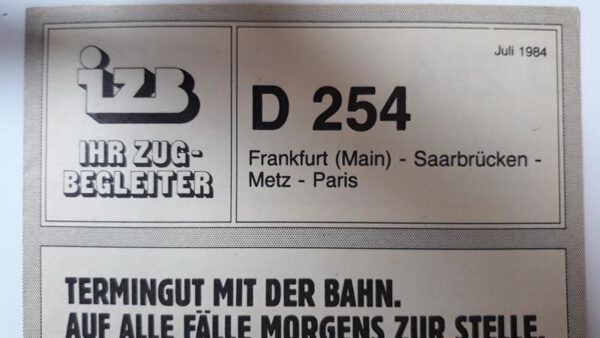 izB
IHR ZUG-
BEGLEITER
Juli 1984
D 254
Frankfurt (Main) - Saarbrücken -
Metz - Paris
TERMINGUT MIT DER BAHN.
AUF ALLE FÄLLE MORGENS ZUR STELLE.